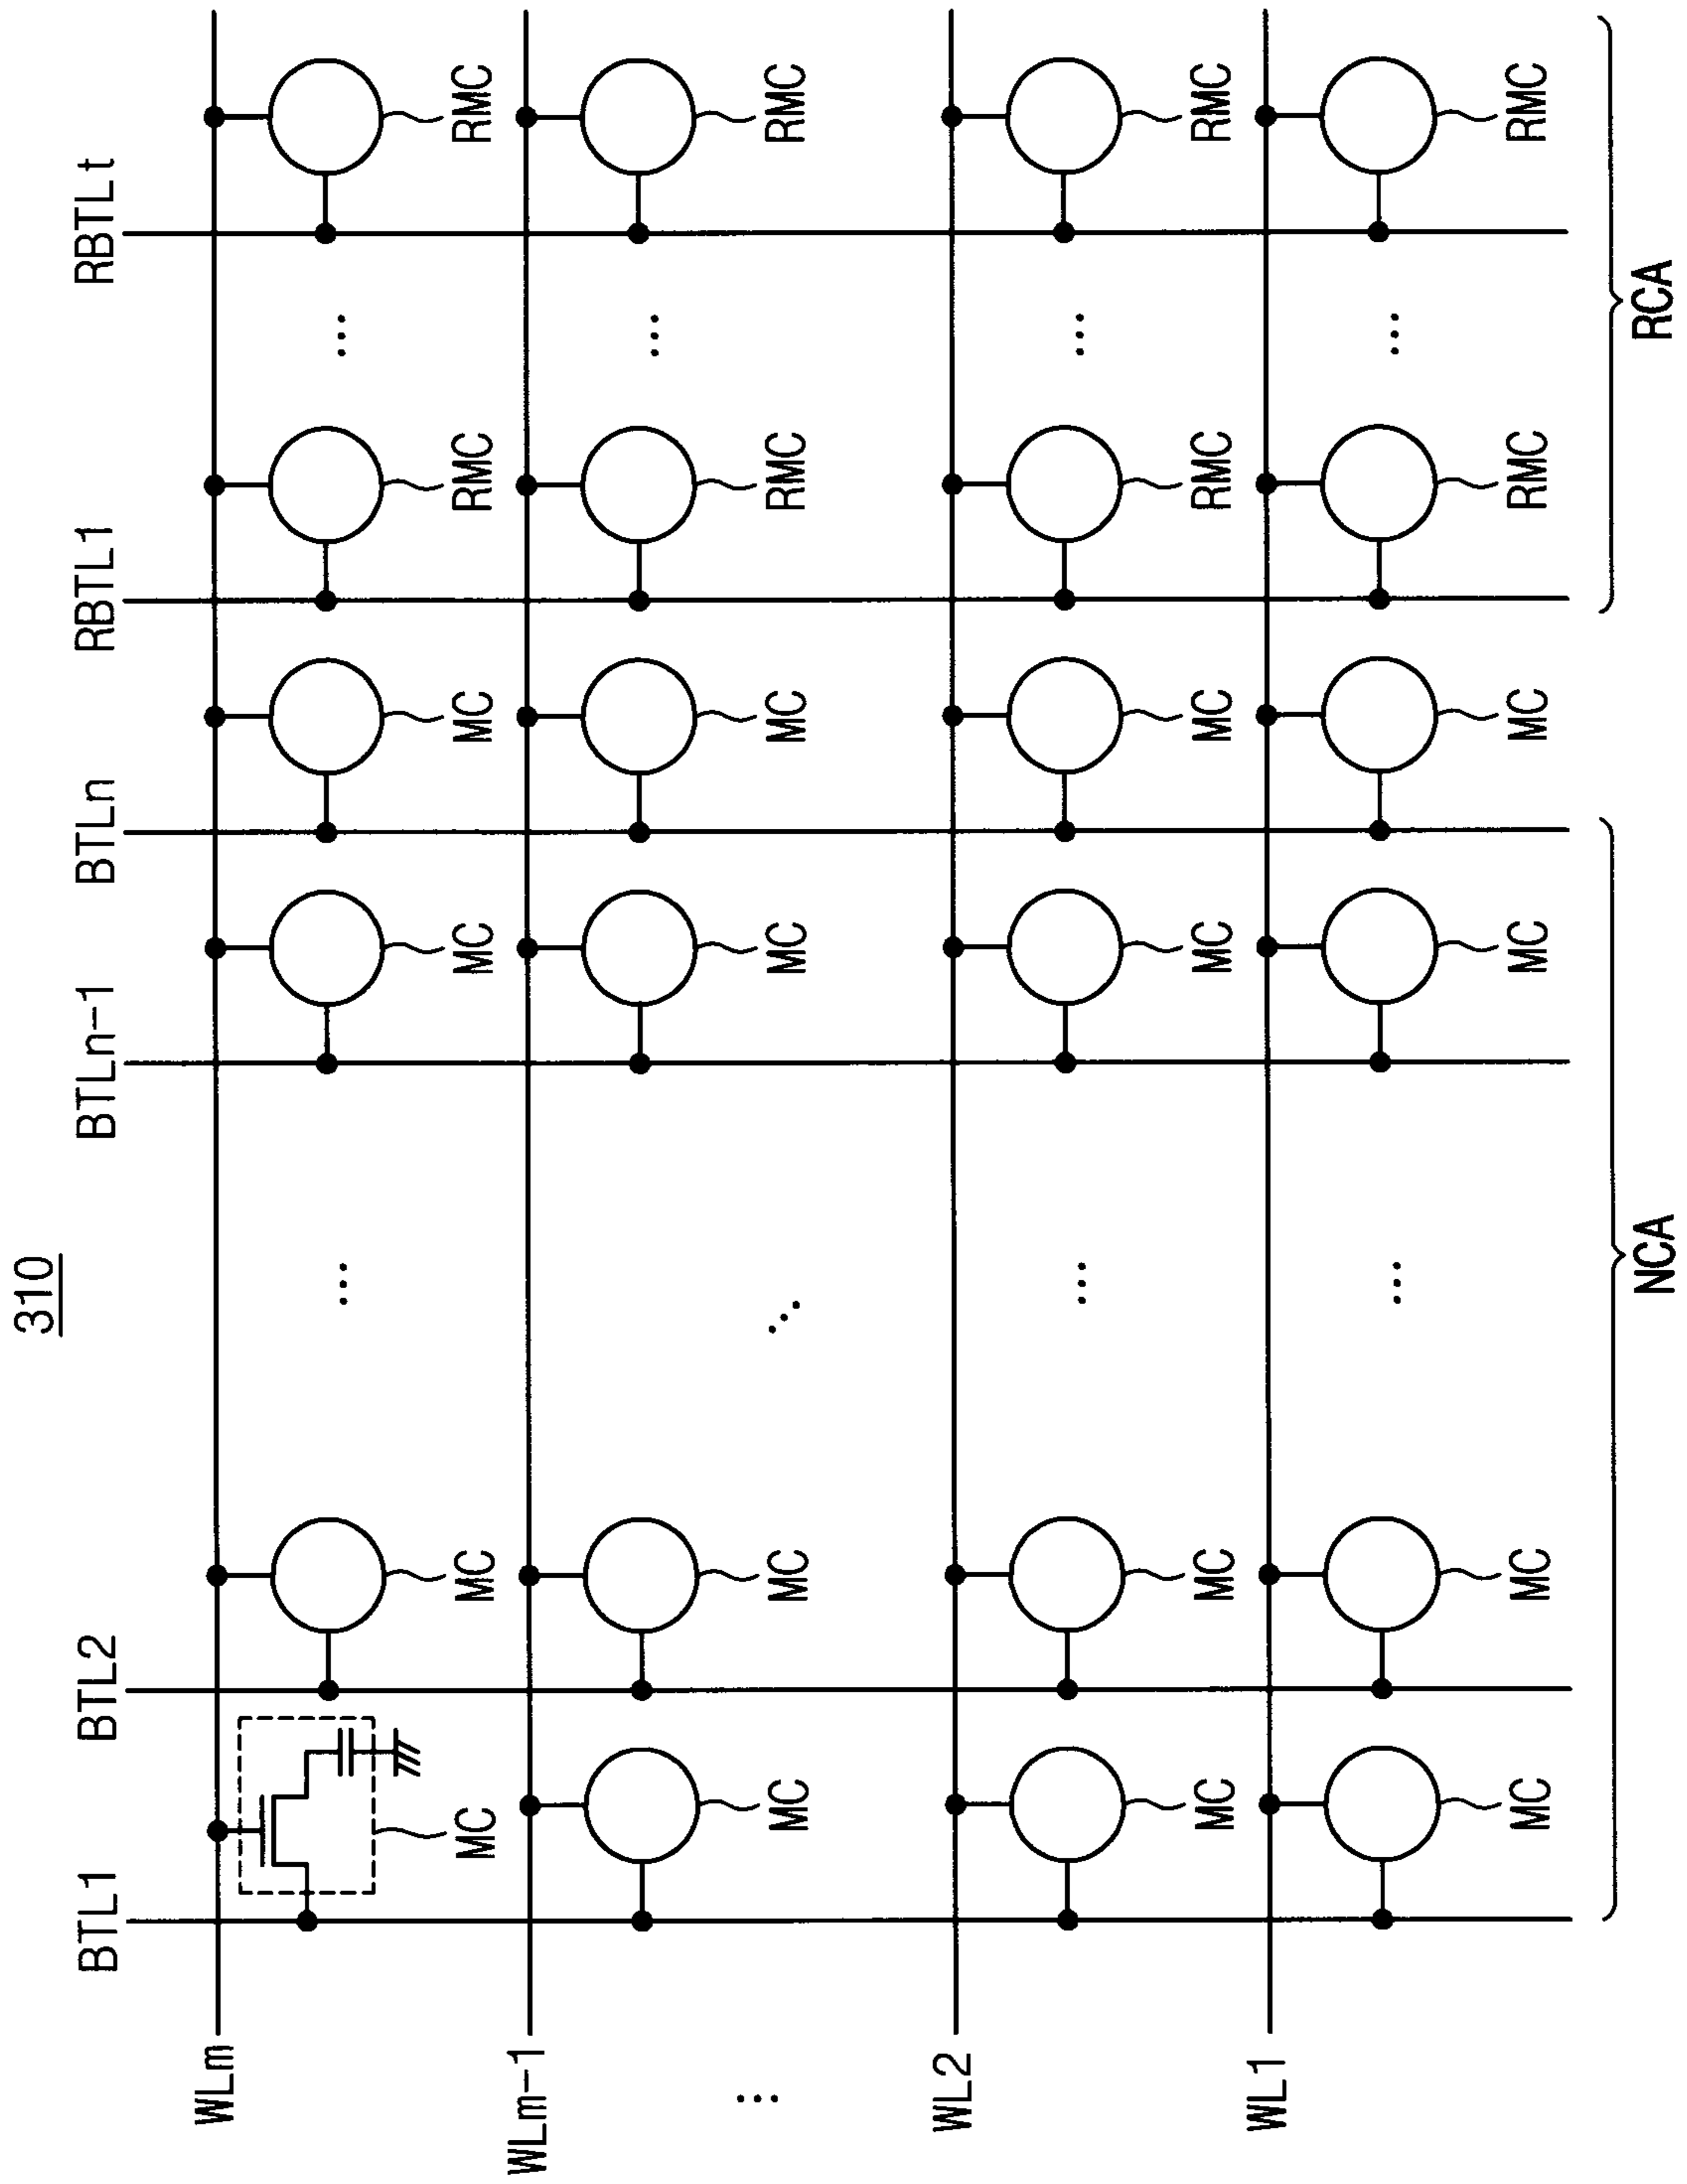 310
BTL1 BTL2 BTLn-1 BTLn RBTL1 RBTLt
WLm
MC MC MC MC RMC RMC
WLm-1
MC MC MC MC RMC RMC
WL2
MC MC MC MC RMC RMC
WL1
MC MC MC MC RMC RMC
NCA RCA